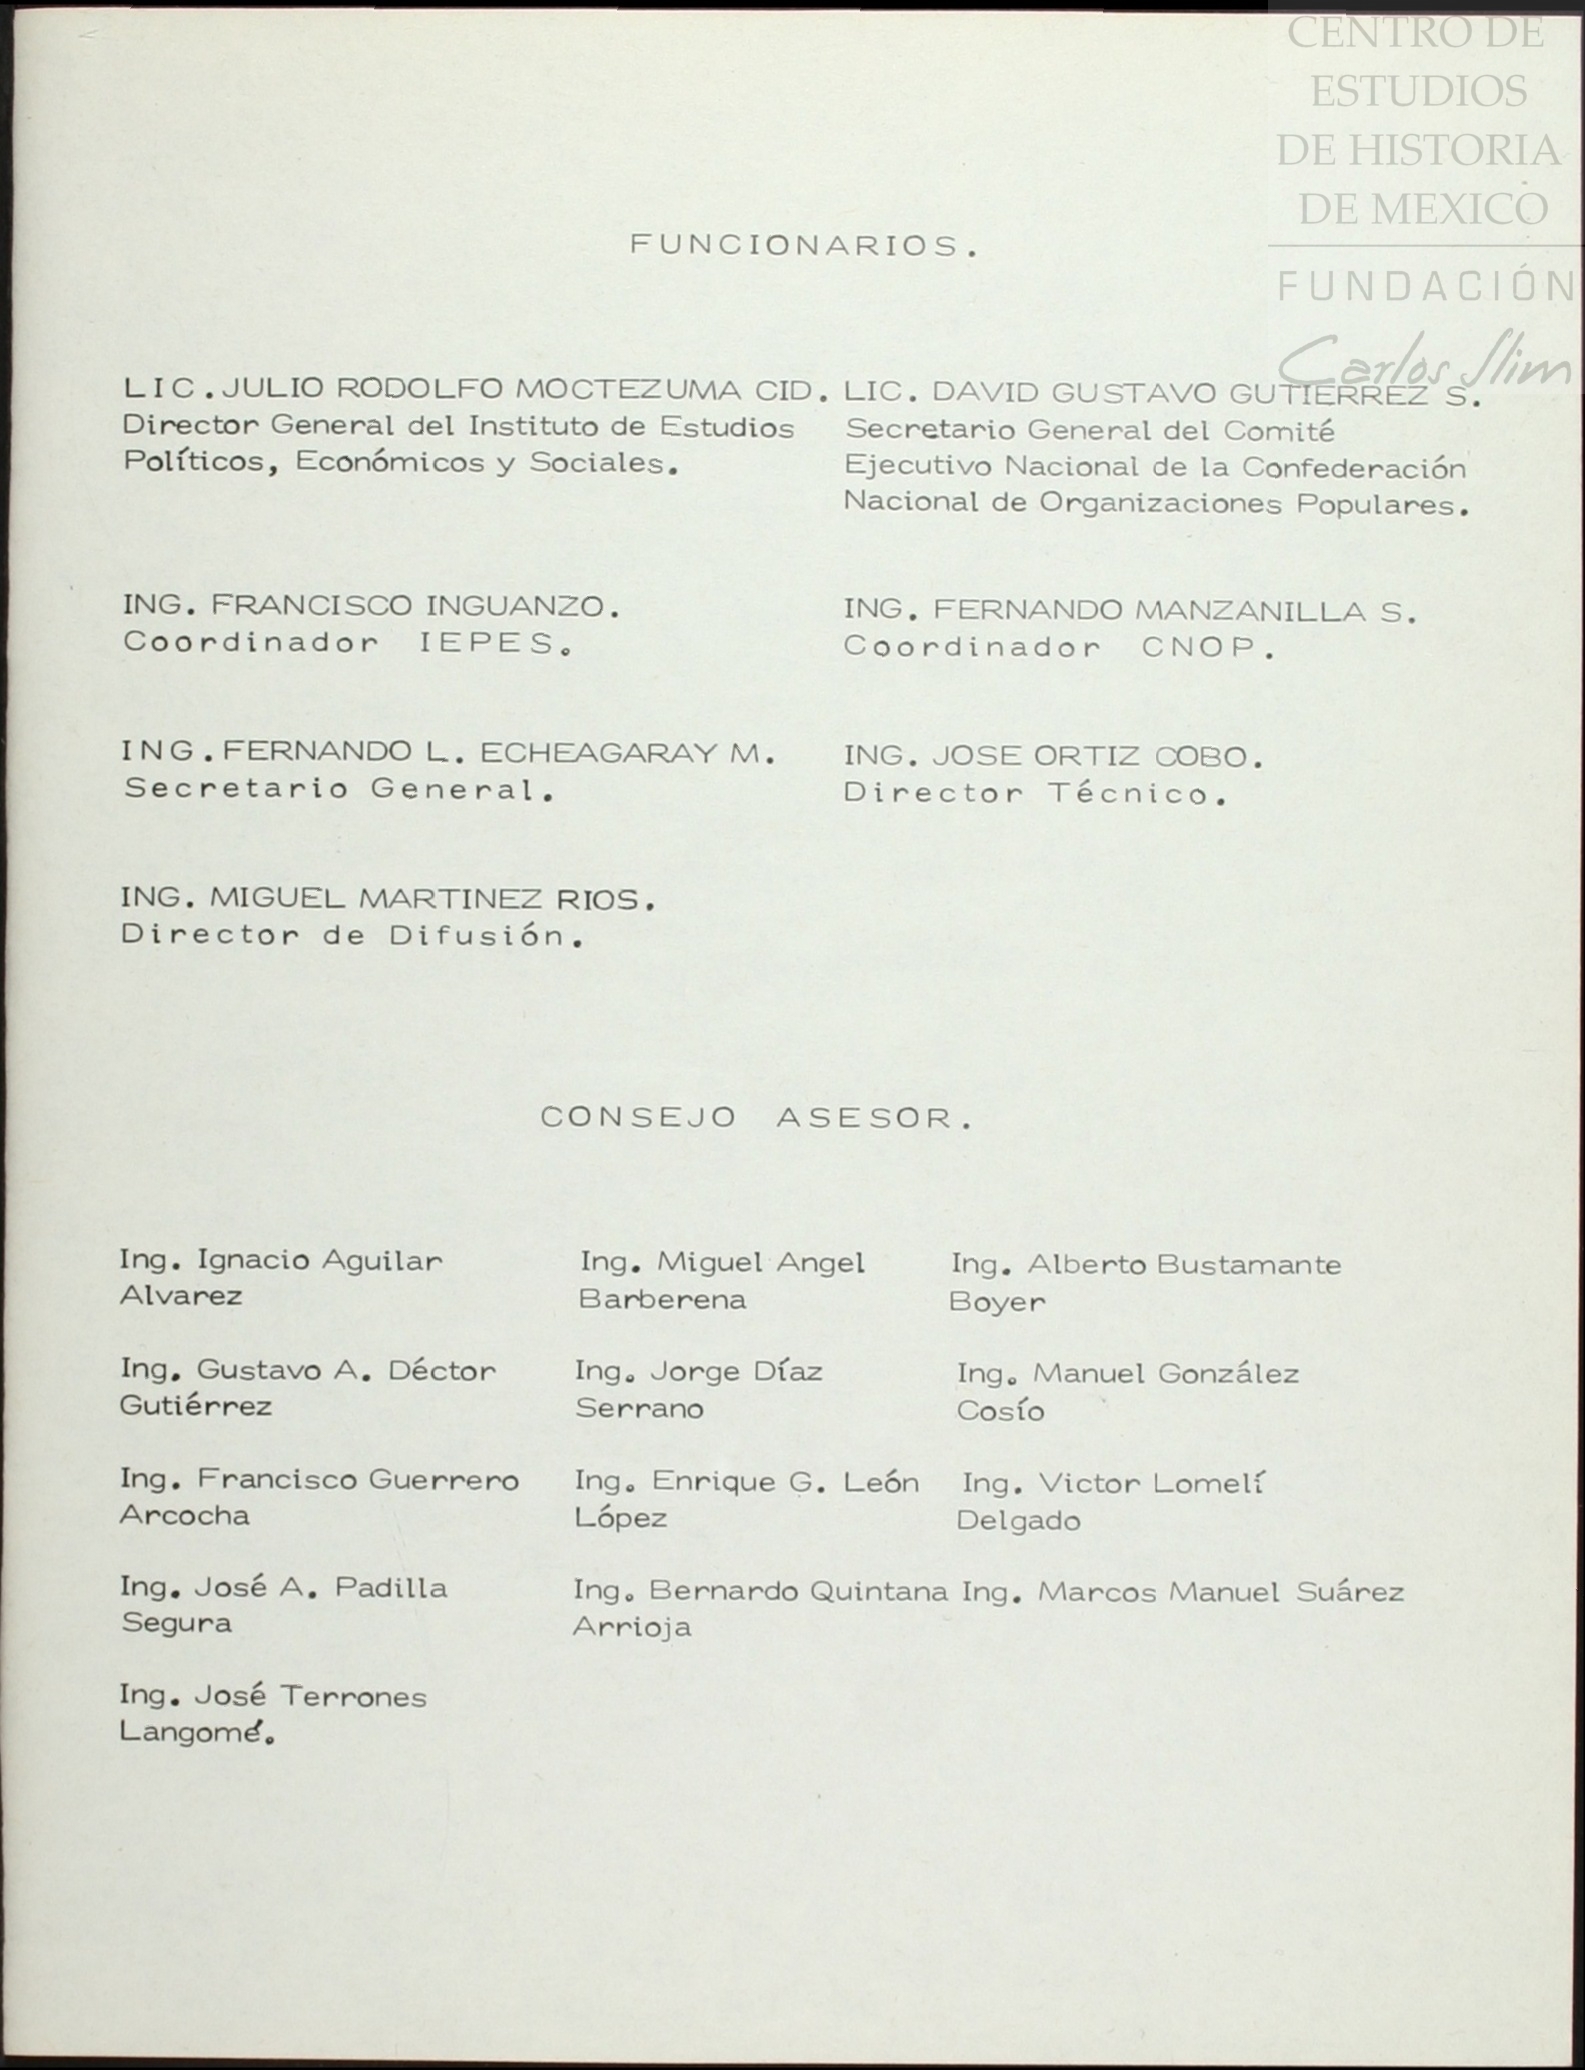 CENTRO DE
ESTUDIOS
DE HISTORIA
DE MEXICO
FUNDACIÓN
Carlos Slim
FUNCIONARIOS.
LIC. JULIO RODOLFO MOCTEZUMA CID.
Director General del Instituto de Estudios
Políticos, Económicos y Sociales.
LIC. DAVID GUSTAVO GUTIERREZ S.
Secretario General del Comité
Ejecutivo Nacional de la Confederación
Nacional de Organizaciones Populares.
ING. FRANCISCO INGUANZO.
Coordinador IEPES.
ING. FERNANDO MANZANILLA S.
Coordinador CNOP.
ING. FERNANDO L. ECHEAGARAY M.
Secretario General.
ING. JOSE ORTIZ COBO.
Director Técnico.
ING. MIGUEL MARTINEZ RIOS.
Director de Difusión.
CONSEJO ASESOR.
Ing. Ignacio Aguilar
Alvarez
Ing. Miguel Angel
Barberena
Ing. Alberto Bustamante
Boyer
Ing. Gustavo A. Déctor
Gutiérrez
Ing. Jorge Díaz
Serrano
Ing. Manuel González
Cosío
Ing. Francisco Guerrero
Arcocha
Ing. Enrique G. León
López
Ing. Victor Lomelí
Delgado
Ing. José A. Padilla
Segura
Ing. Bernardo Quintana
Arrioja
Ing. Marcos Manuel Suárez
Ing. José Terrones
Langomé.